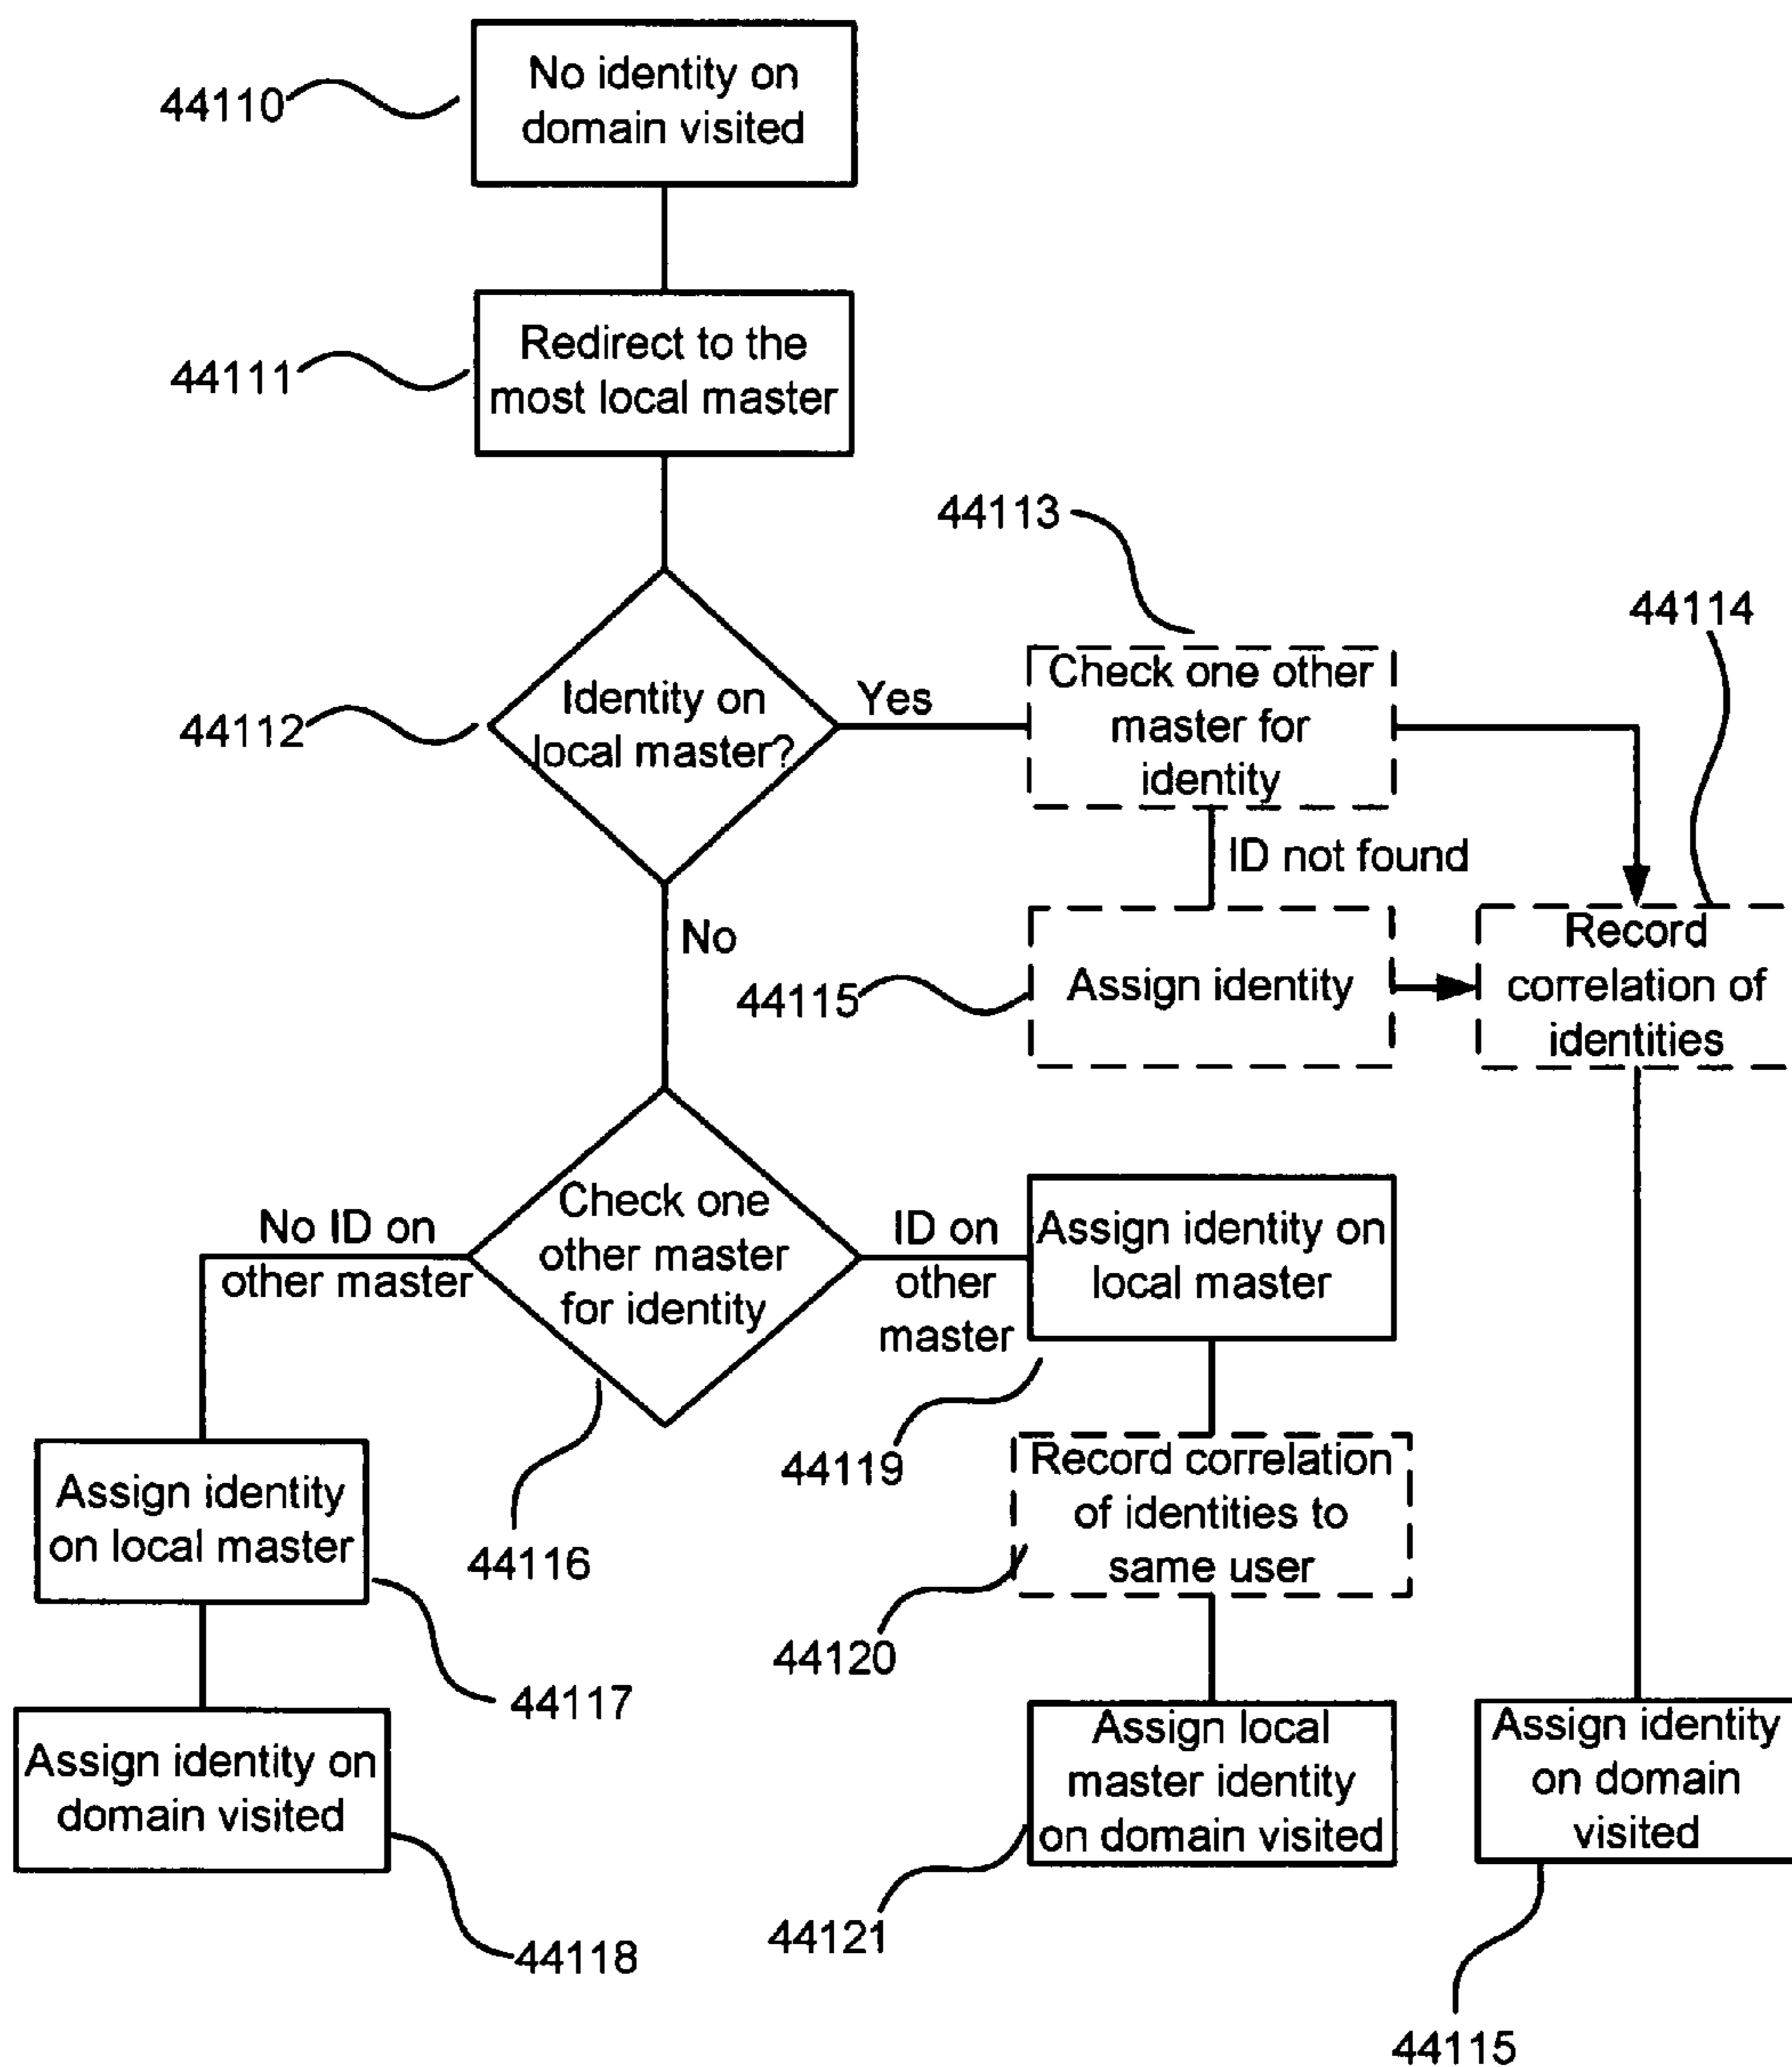 44110
No identity on
domain visited
44111
Redirect to the
most local master
44112
Identity on
local master?
Yes
44113
Check one other
master for
identity
44114
ID not found
No
44115
Assign identity
Record
correlation of
identities
No ID on
other master
Check one
other master
for identity
44116
ID on
other
master
Assign identity on
local master
44119
Record correlation
of identities to
same user
44120
Assign identity
on local master
44117
Assign identity on
domain visited
44118
Assign local
master identity
on domain visited
44121
Assign identity
on domain
visited
44115